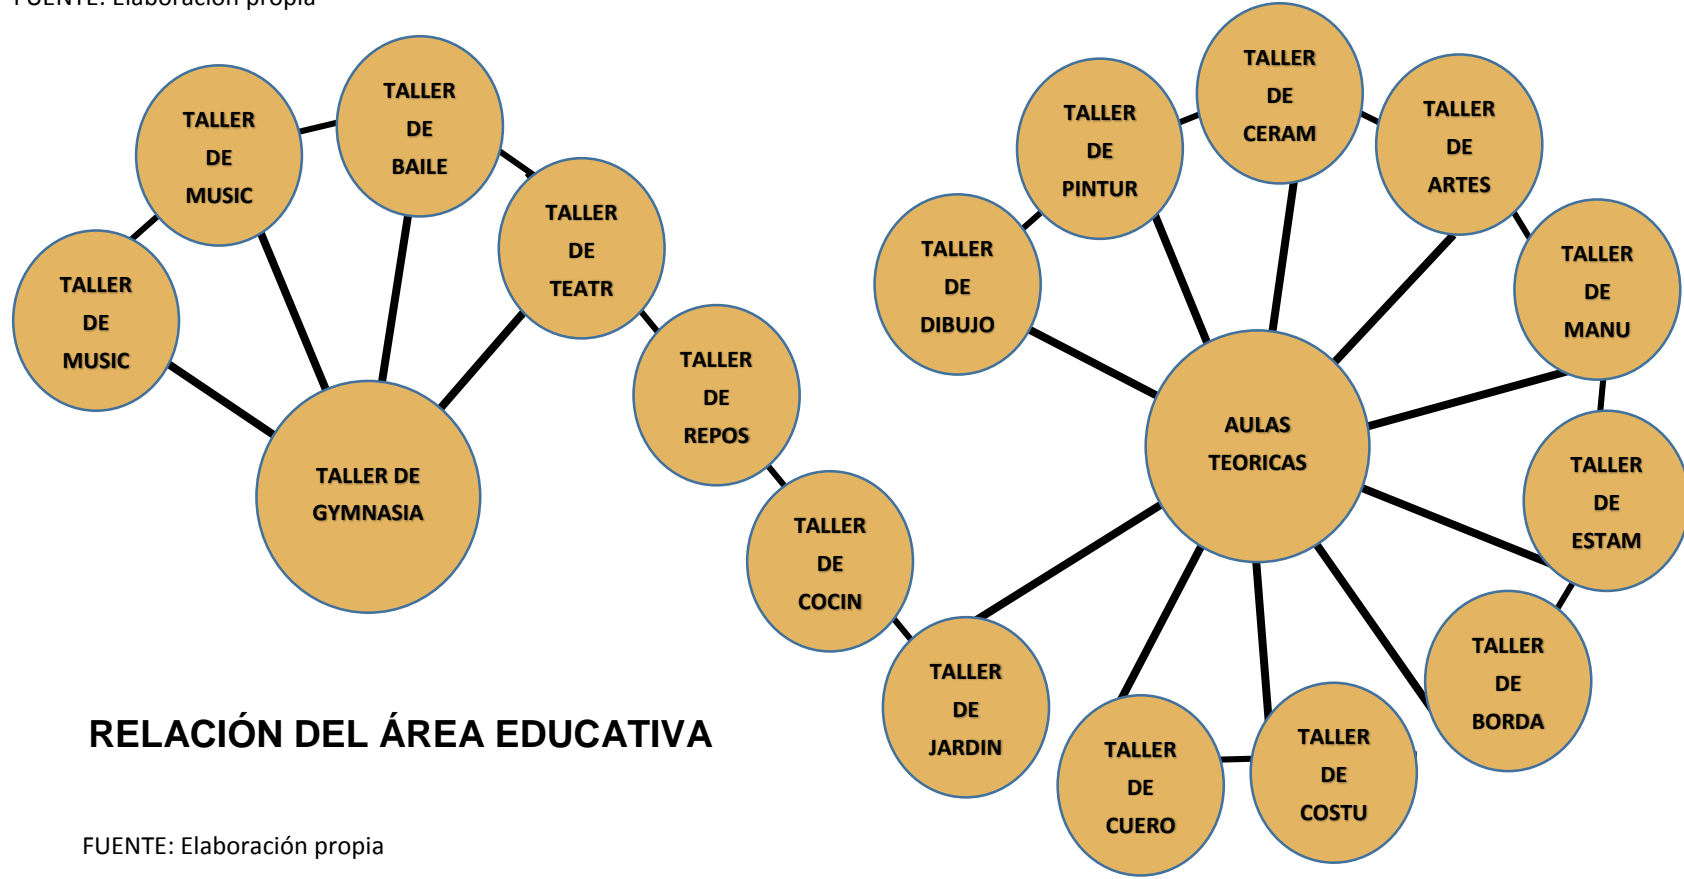 FUENTE: Elaboración propia
TALLER
DE
MUSIC
TALLER
DE
MUSIC
TALLER
DE
BAILE
TALLER
DE
TEATR
TALLER DE
GYMNASIA
TALLER
DE
REPOS
TALLER
DE
COCIN
TALLER
DE
JARDIN
TALLER
DE
DIBUJO
TALLER
DE
PINTUR
TALLER
DE
CERAM
TALLER
DE
ARTES
TALLER
DE
MANU
AULAS
TEORICAS
TALLER
DE
ESTAM
TALLER
DE
BORDA
TALLER
DE
COSTU
TALLER
DE
CUERO
RELACIÓN DEL ÁREA EDUCATIVA
FUENTE: Elaboración propia